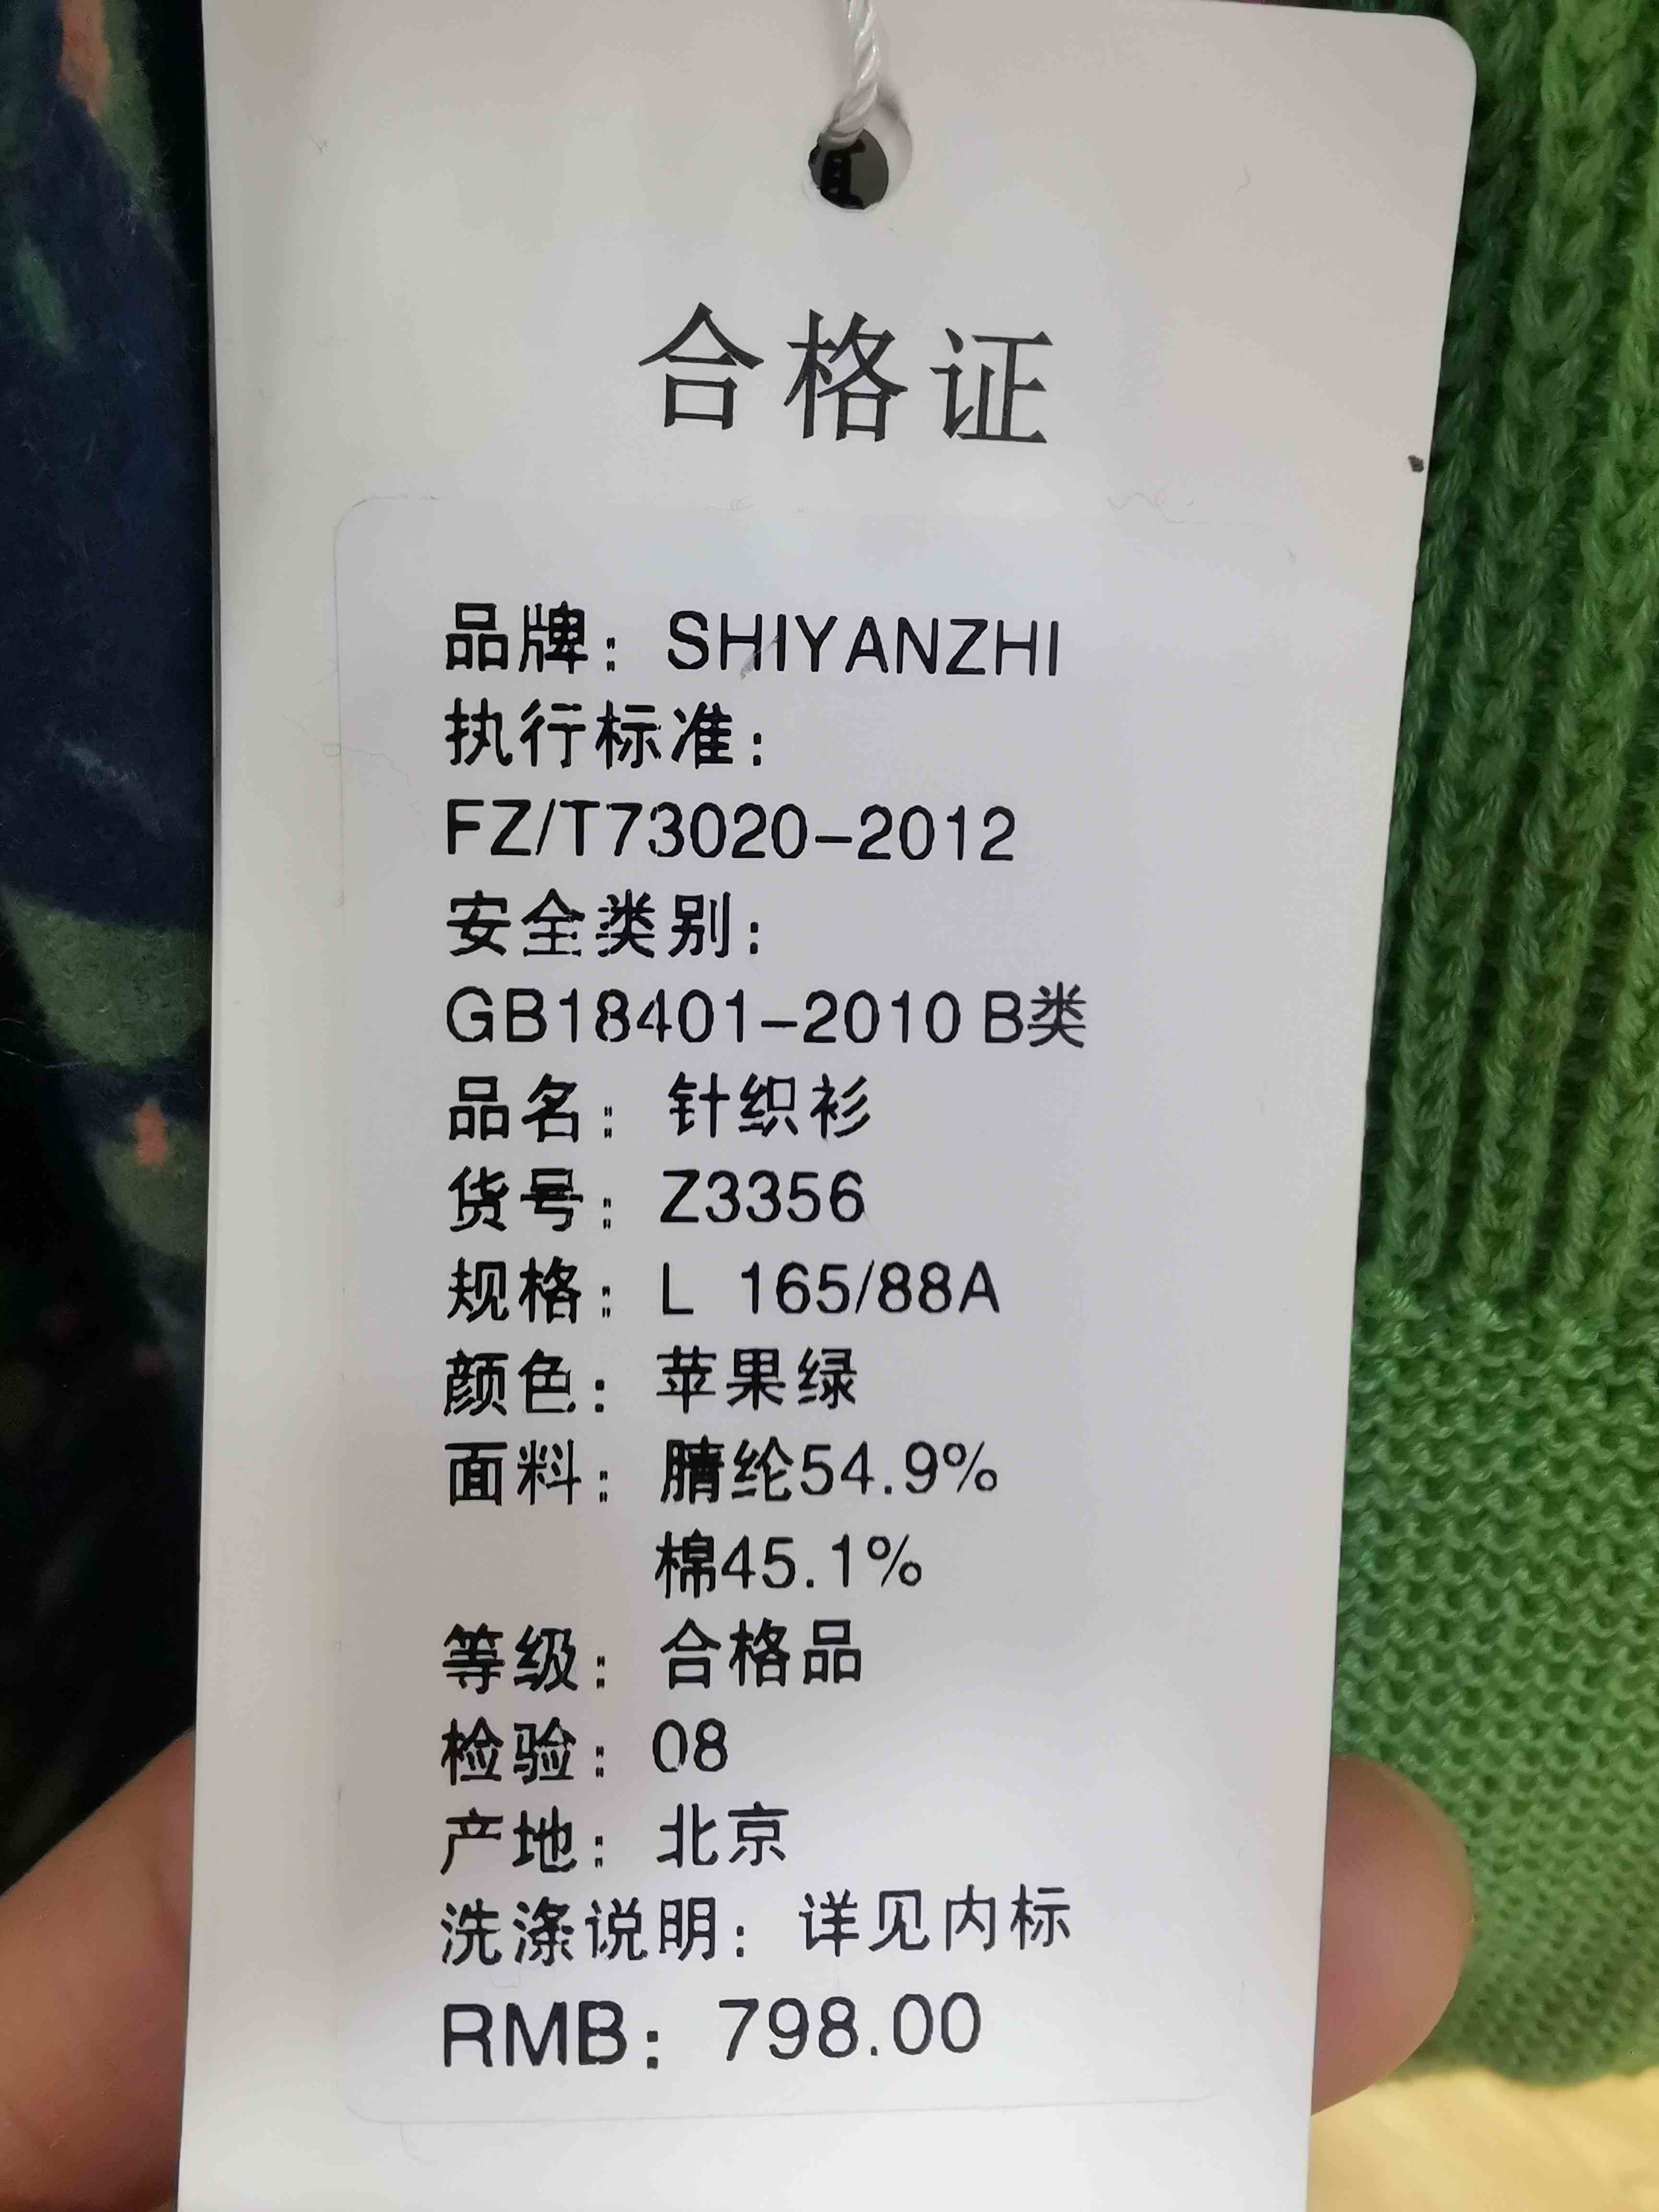 合格证
品牌：SHIYANZHI
执行标准：
FZ/T73020-2012
安全类别：
GB18401-2010 B类
品名：针织衫
货号：Z3356
规格：L 165/88A
颜色：苹果绿
面料：腈纶54.9%
棉45.1%
等级：合格品
检验：08
产地：北京
洗涤说明：详见内标
RMB：798.00